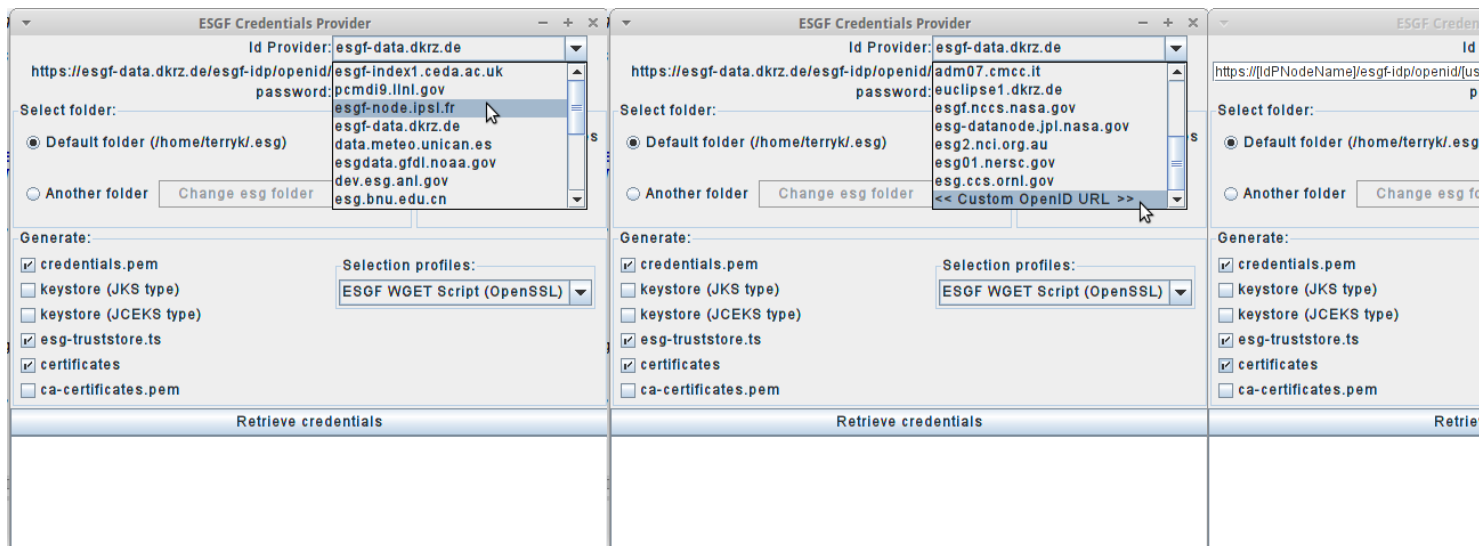 ESGF Credentials Provider
Id Provider: esgf-data.dkrz.de
https://esgf-data.dkrz.de/esgf-idp/openid/
password:
esgf-index1.ceda.ac.uk
pcmdi9.llnl.gov
esgf-node.ipsl.fr
esgf-data.dkrz.de
data.meteo.unican.es
esgdata.gfdl.noaa.gov
dev.esg.anl.gov
esg.bnu.edu.cn
Select folder:
Default folder (/home/terryk/.esg)
Another folder
Change esg folder
Generate:
credentials.pem
keystore (JKS type)
keystore (JCEKS type)
esg-truststore.ts
certificates
ca-certificates.pem
Selection profiles:
ESGF WGET Script (OpenSSL)
Retrieve credentials
ESGF Credentials Provider
Id Provider: esgf-data.dkrz.de
https://esgf-data.dkrz.de/esgf-idp/openid/
password:
adm07.cmcc.it
euclipse1.dkrz.de
esgf.nccs.nasa.gov
esg-datanode.jpl.nasa.gov
esg2.nci.org.au
esg01.nersc.gov
esg.ccs.ornl.gov
<< Custom OpenID URL >>
Select folder:
Default folder (/home/terryk/.esg)
Another folder
Change esg folder
Generate:
credentials.pem
keystore (JKS type)
keystore (JCEKS type)
esg-truststore.ts
certificates
ca-certificates.pem
Selection profiles:
ESGF WGET Script (OpenSSL)
Retrieve credentials
ESGF Creden
Id
https://[IdPNodeName]/esgf-idp/openid/[us
p
Select folder:
Default folder (/home/terryk/.esg
Another folder
Change esg fo
Generate:
credentials.pem
keystore (JKS type)
keystore (JCEKS type)
esg-truststore.ts
certificates
ca-certificates.pem
Retrie